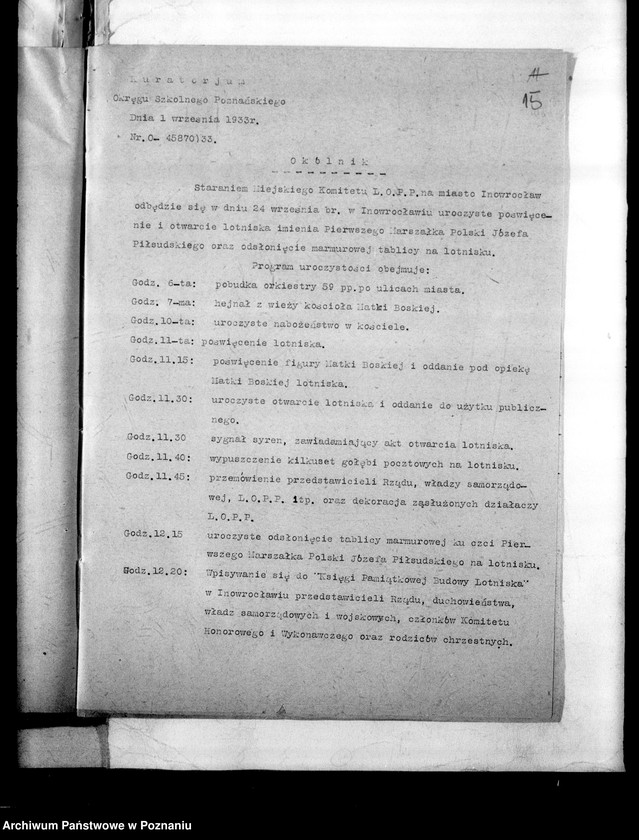 Kuratorjum
Okręgu Szkolnego Poznańskiego
Dnia 1 września 1933r.
Nr.O- 45870)33.
11
15
Okólnik
Staraniem Miejskiego Komitetu L.O.P.P. na miasto Inowrocław
odbędzie się w dniu 24 września br. w Inowrocławiu uroczyste poświęce-
nie i otwarcie lotniska imienia Pierwszego Marszałka Polski Józefa
Piłsudskiego oraz odsłonięcie marmurowej tablicy na lotnisku.
Program uroczystości obejmuje:
Godz. 6-ta: pobudka orkiestry 59 pp.po ulicach miasta.
Godz. 7-ma: hejnał z wieży kościoła Matki Boskiej.
Godz.10-ta: uroczyste nabożeństwo w kościele.
Godz.11-ta: poświęcenie lotniska.
Godz.11.15: poświęcenie figury Matki Boskiej i oddanie pod opiekę
Matki Boskiej lotniska.
Godz.11.30: uroczyste otwarcie lotniska i oddanie do użytku publicz-
nego.
Godz.11.30 sygnał syren, zawiadamiający akt otwarcia lotniska.
Godz.11.40: wypuszczenie kilkuset gołębi pocztowych na lotnisku.
Godz.11.45: przemówienie przedstawicieli Rządu, władzy samorządo-
wej, L.O.P.P. itp. oraz dekoracja ząsłużonych działaczy
L.O.P.P.
Godz.12.15 uroczyste odsłonięcie tablicy marmurowej ku czci Pier-
wszego Marszałka Polski Józefa Piłsudskiego na lotnisku.
Godz.12.20: Wpisywanie się do "Księgi Pamiątkowej Budowy Lotniska"
w Inowrocławiu przedstawicieli Rządu, duchowieństwa,
władz samorządowych i wojskowych, członków Komitetu
Honorowego i Wykonawczego oraz rodziców chrzestnych.
Archiwum Państwowe w Poznaniu